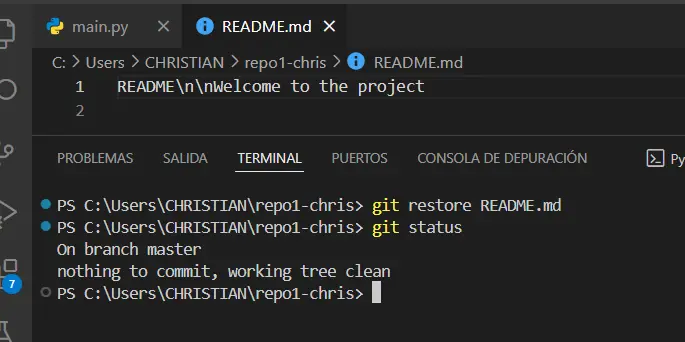 main.py
README.md
C: > Users > CHRISTIAN > repo1-chris > README.md
1 README\n\nWelcome to the project
2
PROBLEMAS SALIDA TERMINAL PUERTOS CONSOLA DE DEPURACIÓN Py
PS C:\Users\CHRISTIAN\repo1-chris> git restore README.md
PS C:\Users\CHRISTIAN\repo1-chris> git status
On branch master
nothing to commit, working tree clean
PS C:\Users\CHRISTIAN\repo1-chris>
7